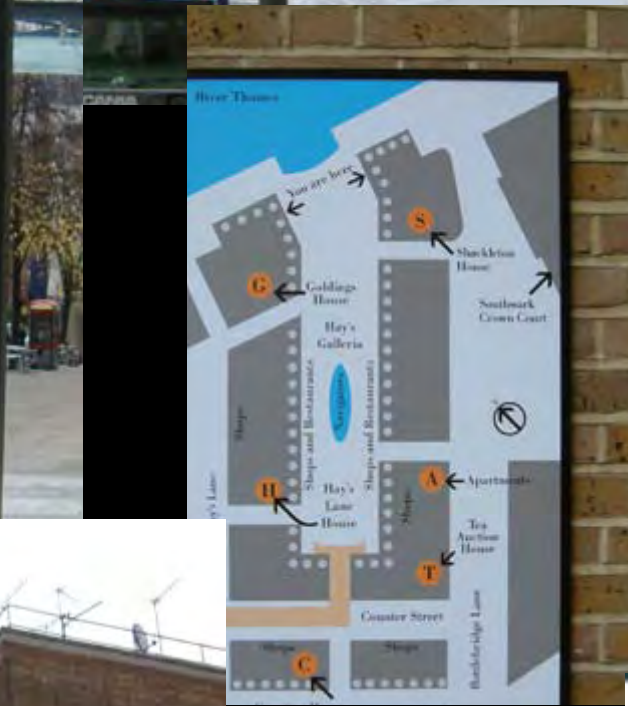 River Thames
You are here
S
Shackleton
House
G
Goldings
House
Southwark
Crown Court
Hay's
Galleria
Shops
Shops and Restaurants
Navigators
Shops and Restaurants
H
Hay's
Lane
House
A
Apartments
Shops
Tea
Auction
House
T
Counter Street
Battlebridge Lane
Shops
Shops
C